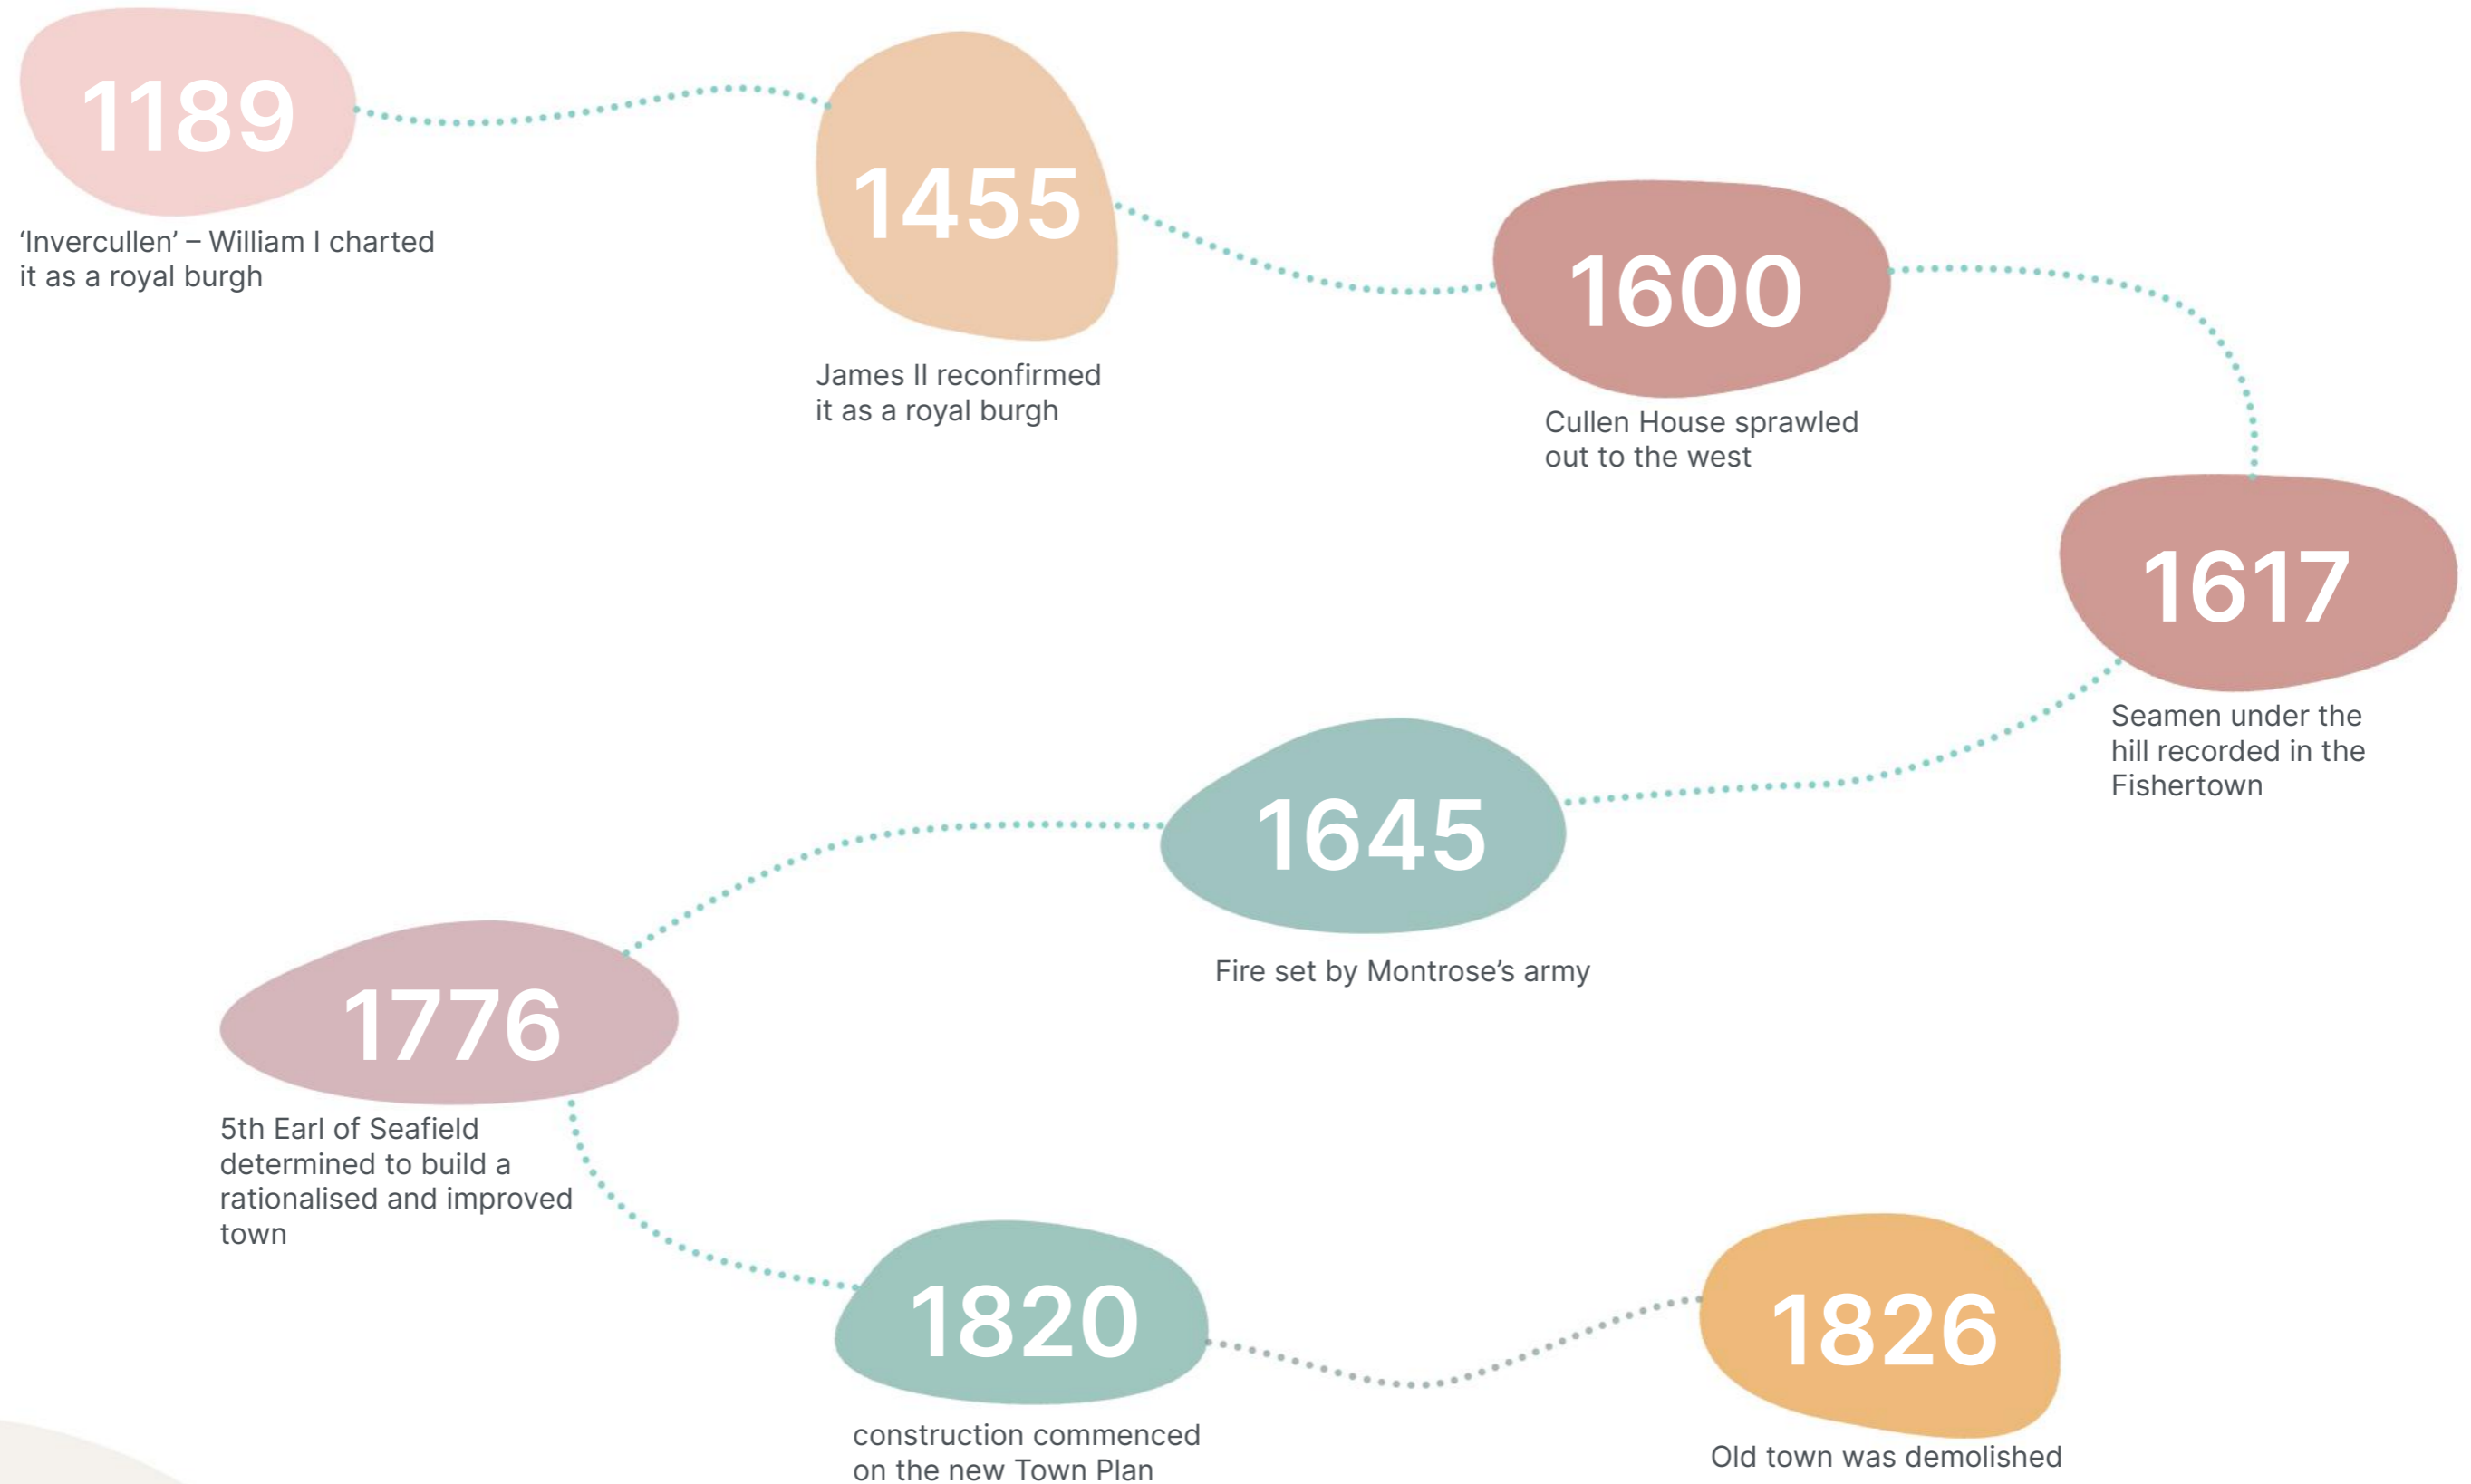 1189
‘Invercullen’ – William I charted
it as a royal burgh
1455
James II reconfirmed
it as a royal burgh
1600
Cullen House sprawled
out to the west
1617
Seamen under the
hill recorded in the
Fishertown
1645
Fire set by Montrose’s army
1776
5th Earl of Seafield
determined to build a
rationalised and improved
town
1820
construction commenced
on the new Town Plan
1826
Old town was demolished